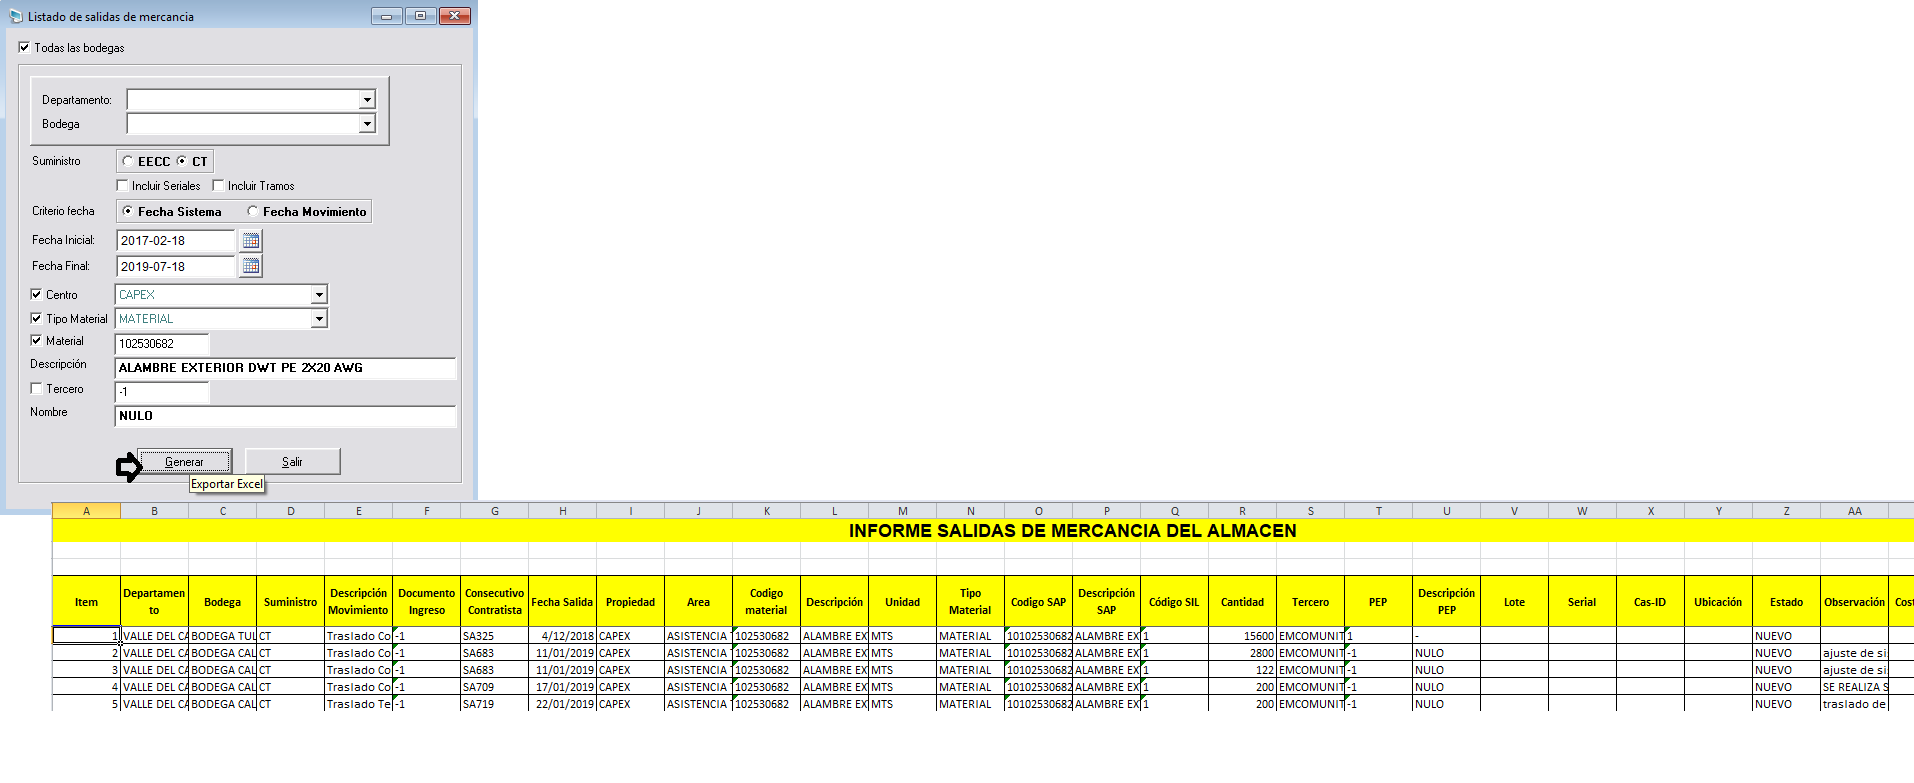 Listado de salidas de mercancia
Todas las bodegas
Departamento:
Bodega
Suministro EECC CT
Incluir Seriales Incluir Tramos
Criterio fecha Fecha Sistema Fecha Movimiento
Fecha Inicial: 2017-02-18
Fecha Final: 2019-07-18
Centro CAPEX
Tipo Material MATERIAL
Material 102530682
Descripción ALAMBRE EXTERIOR DWT PE 2X20 AWG
Tercero -1
Nombre NULO
Generar Salir
Exportar Excel
A B C D E F G H I J K L M N O P Q R S T U V W X Y Z AA
INFORME SALIDAS DE MERCANCIA DEL ALMACEN
Item Departamento Bodega Suministro Descripción Movimiento Documento Ingreso Consecutivo Contratista Fecha Salida Propiedad Area Codigo material Descripción Unidad Tipo Material Codigo SAP Descripción SAP Código SIL Cantidad Tercero PEP Descripción PEP Lote Serial Cas-ID Ubicación Estado Observación Cost
1 VALLE DEL CA BODEGA TUL CT Traslado Co -1 SA325 4/12/2018 CAPEX ASISTENCIA 102530682 ALAMBRE EX MTS MATERIAL 10102530682 ALAMBRE EX 1 15600 EMCOMUNIT 1 - NUEVO
2 VALLE DEL CA BODEGA CAL CT Traslado Co -1 SA683 11/01/2019 CAPEX ASISTENCIA 102530682 ALAMBRE EX MTS MATERIAL 10102530682 ALAMBRE EX 1 2800 EMCOMUNIT -1 NULO NUEVO ajuste de si
3 VALLE DEL CA BODEGA CAL CT Traslado Co -1 SA683 11/01/2019 CAPEX ASISTENCIA 102530682 ALAMBRE EX MTS MATERIAL 10102530682 ALAMBRE EX 1 122 EMCOMUNIT -1 NULO NUEVO ajuste de si
4 VALLE DEL CA BODEGA CAL CT Traslado Co -1 SA709 17/01/2019 CAPEX ASISTENCIA 102530682 ALAMBRE EX MTS MATERIAL 10102530682 ALAMBRE EX 1 200 EMCOMUNIT -1 NULO NUEVO SE REALIZA S
5 VALLE DEL CA BODEGA CAL CT Traslado Te -1 SA719 22/01/2019 CAPEX ASISTENCIA 102530682 ALAMBRE EX MTS MATERIAL 10102530682 ALAMBRE EX 1 200 EMCOMUNIT -1 NULO NUEVO traslado de